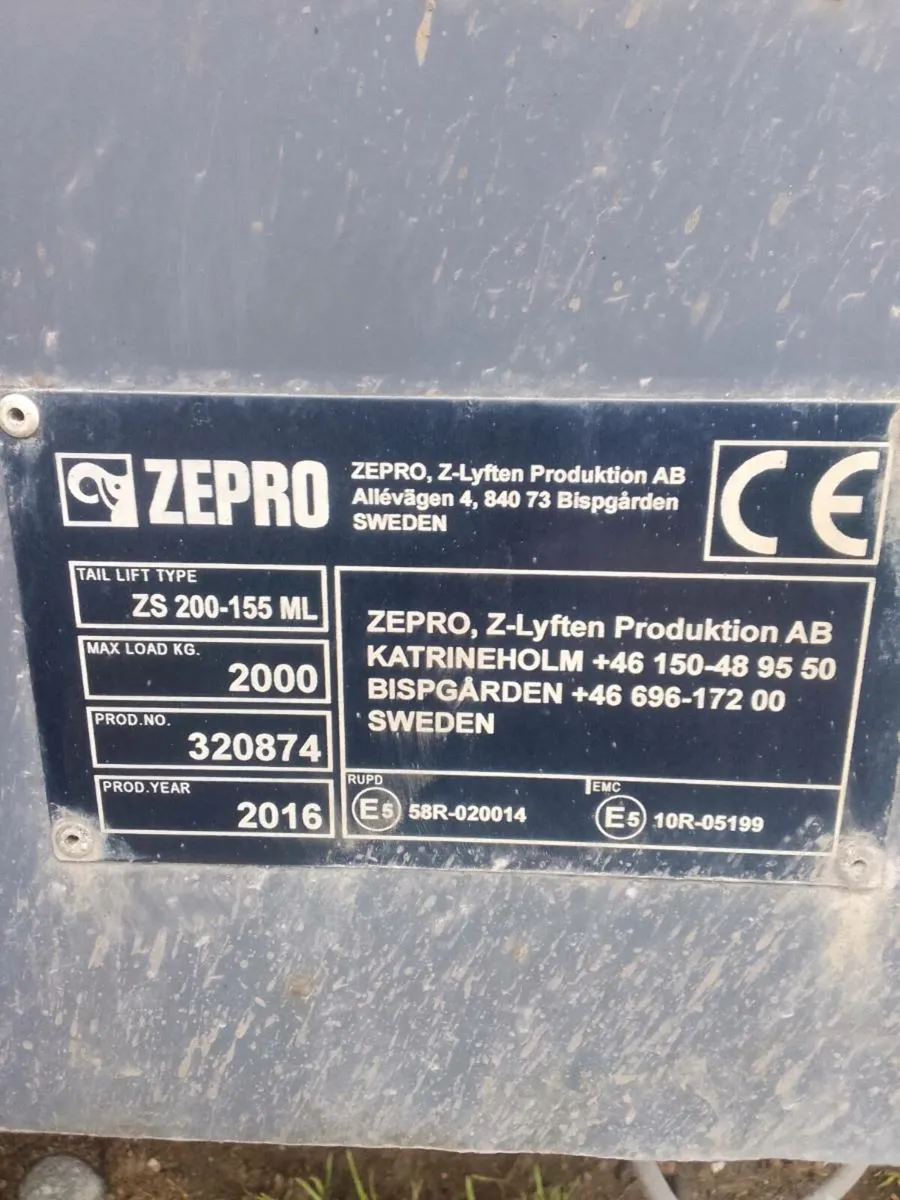 ZEPRO
ZEPRO, Z-Lyften Produktion AB
Allévägen 4, 840 73 Bispgården
SWEDEN
CE
TAIL LIFT TYPE
ZS 200-155 ML
MAX LOAD KG.
2000
PROD.NO.
320874
PROD.YEAR
2016
ZEPRO, Z-Lyften Produktion AB
KATRINEHOLM +46 150-48 95 50
BISPGÅRDEN +46 696-172 00
SWEDEN
RUPD
E5 58R-020014
EMC
E5 10R-05199